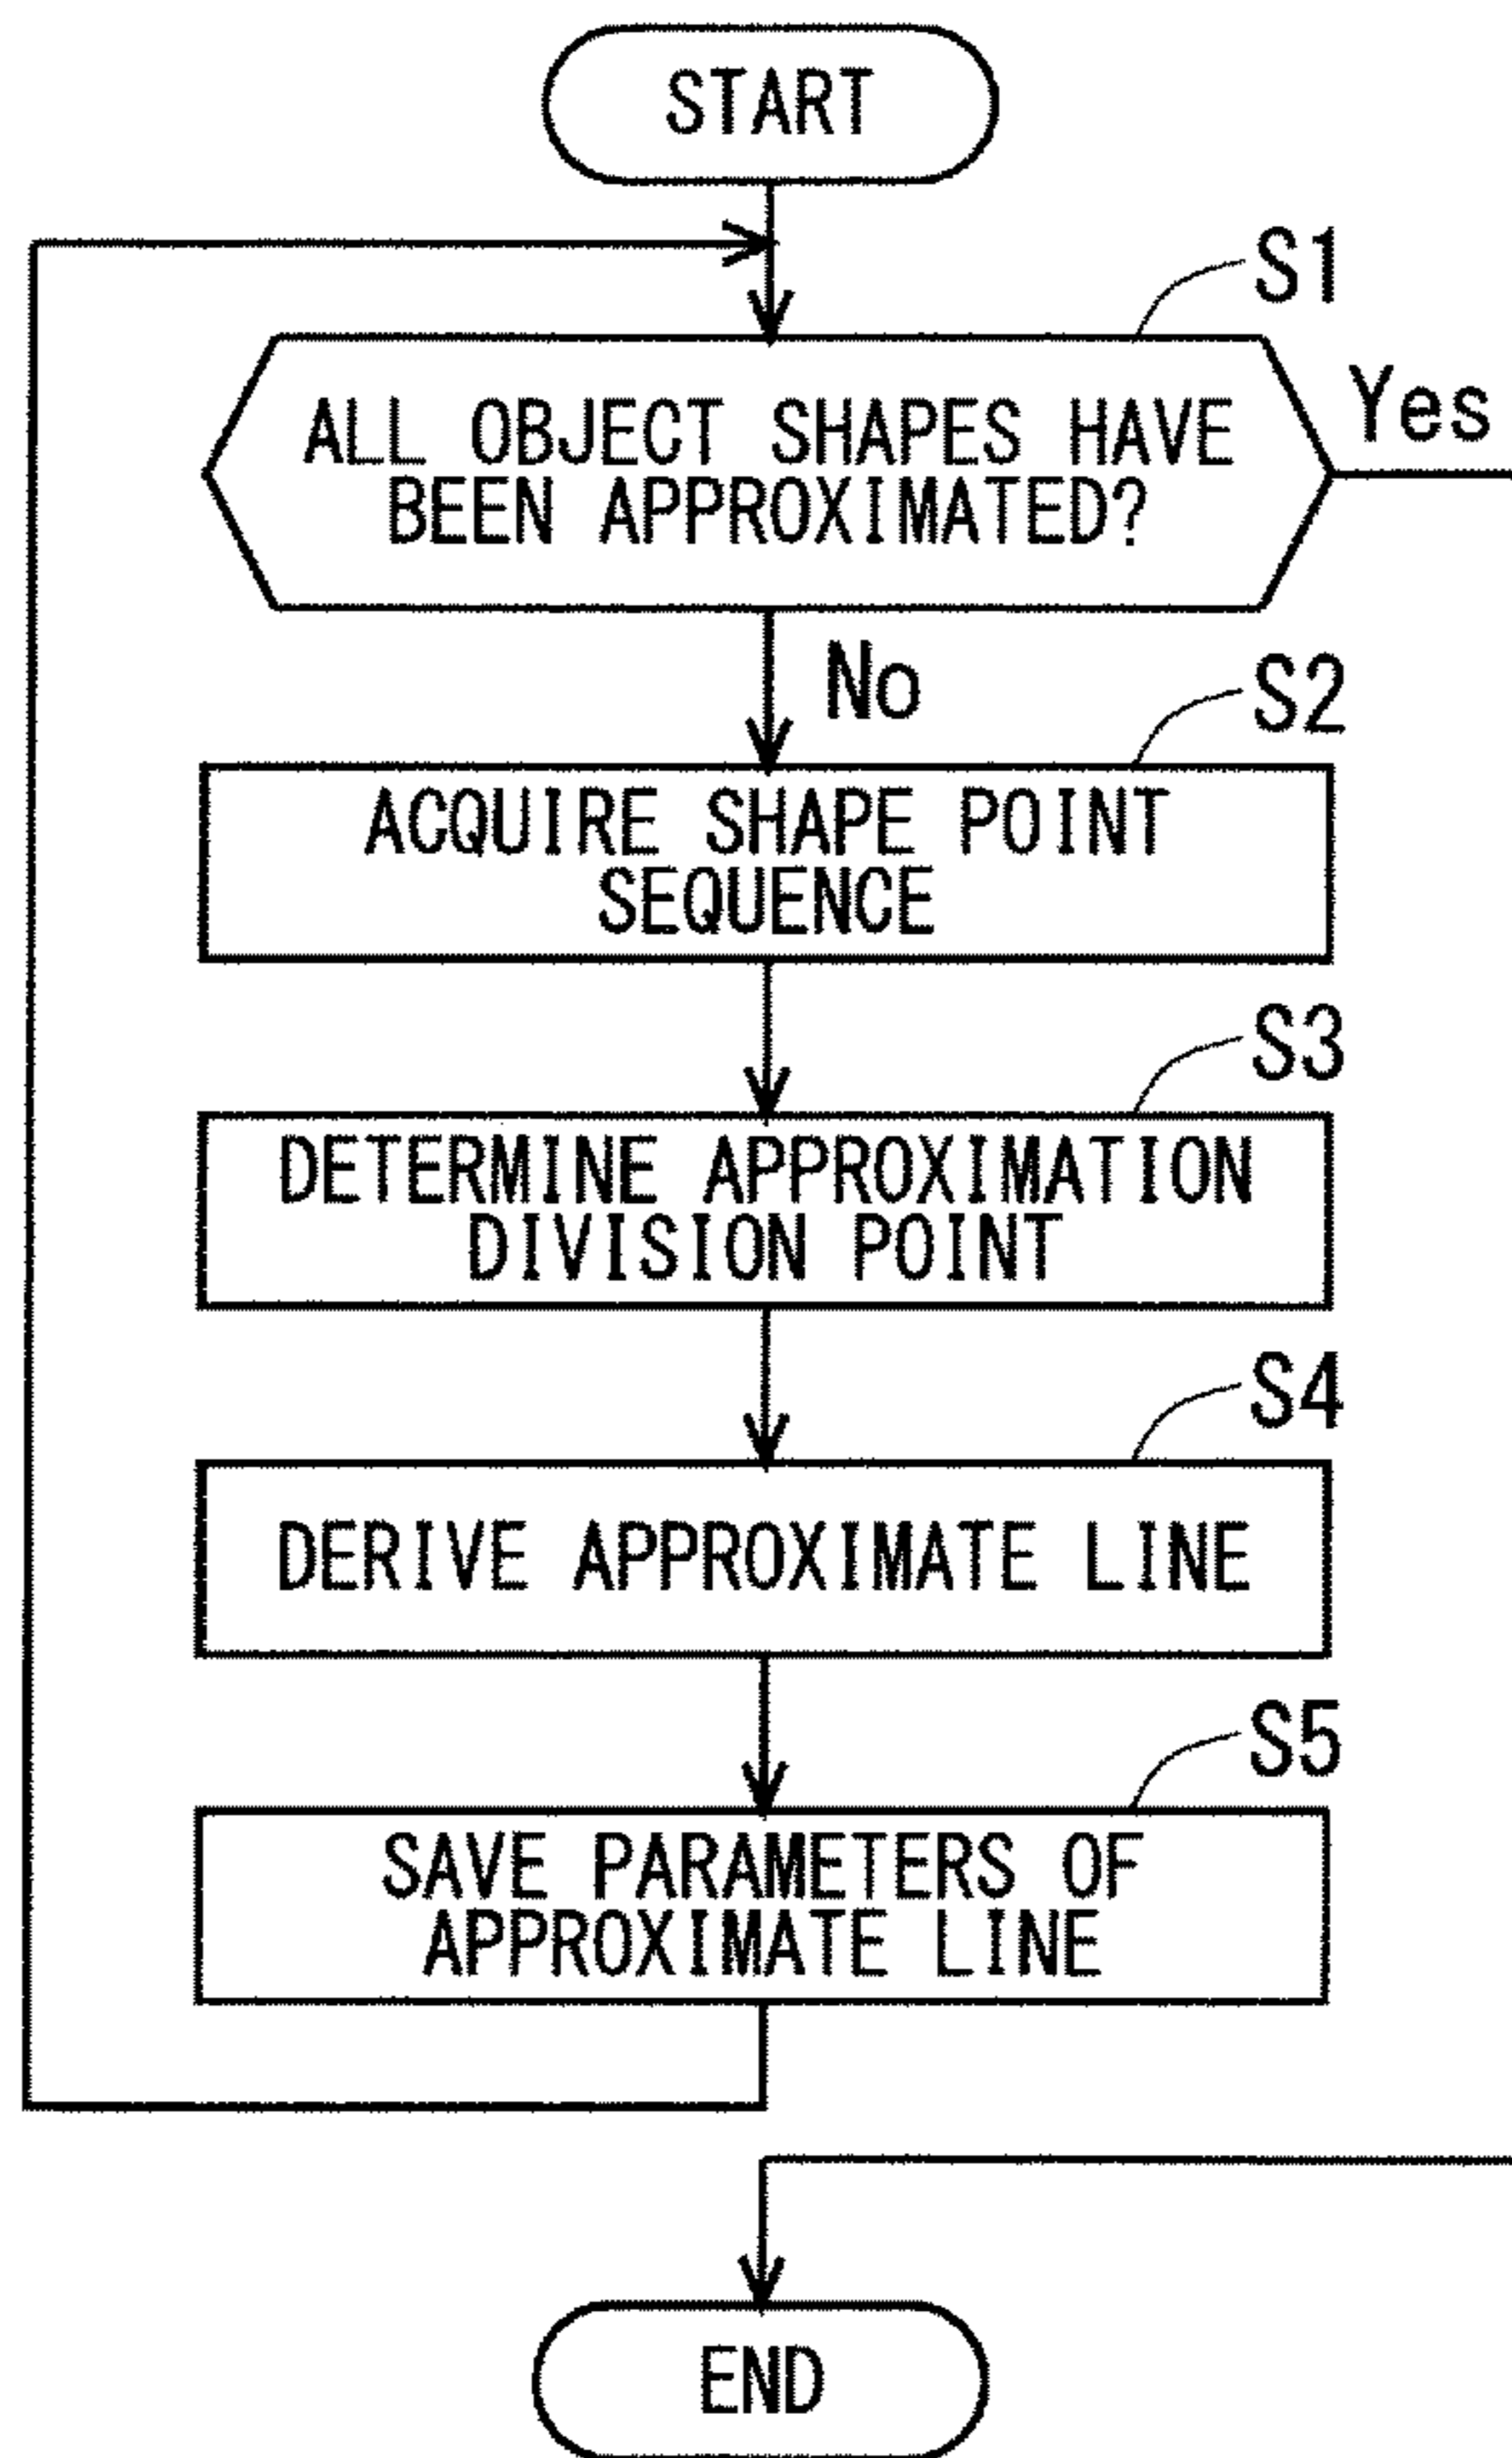 START
S1
ALL OBJECT SHAPES HAVE
BEEN APPROXIMATED?
Yes
No
S2
ACQUIRE SHAPE POINT
SEQUENCE
S3
DETERMINE APPROXIMATION
DIVISION POINT
S4
DERIVE APPROXIMATE LINE
S5
SAVE PARAMETERS OF
APPROXIMATE LINE
END